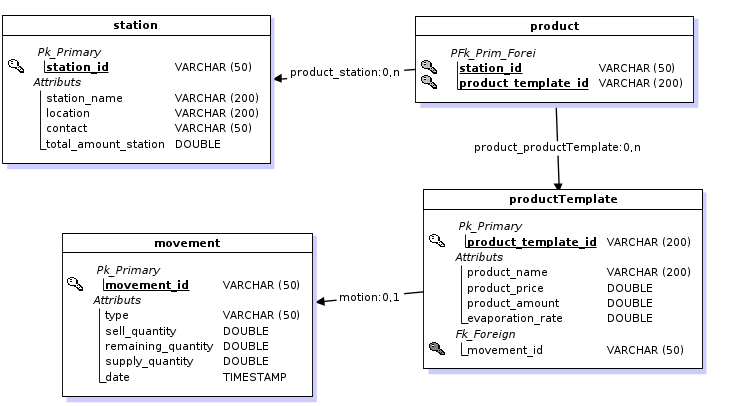 station
Pk_Primary
station_id VARCHAR (50)
Attributs
station_name VARCHAR (200)
location VARCHAR (200)
contact VARCHAR (50)
total_amount_station DOUBLE
product_station:0,n
product
PFk_Prim_Forei
station_id VARCHAR (50)
product_template_id VARCHAR (200)
product_productTemplate:0,n
productTemplate
Pk_Primary
product_template_id VARCHAR (200)
Attributs
product_name VARCHAR (200)
product_price DOUBLE
product_amount DOUBLE
evaporation_rate DOUBLE
Fk_Foreign
movement_id VARCHAR (50)
motion:0,1
movement
Pk_Primary
movement_id VARCHAR (50)
Attributs
type VARCHAR (50)
sell_quantity DOUBLE
remaining_quantity DOUBLE
supply_quantity DOUBLE
date TIMESTAMP